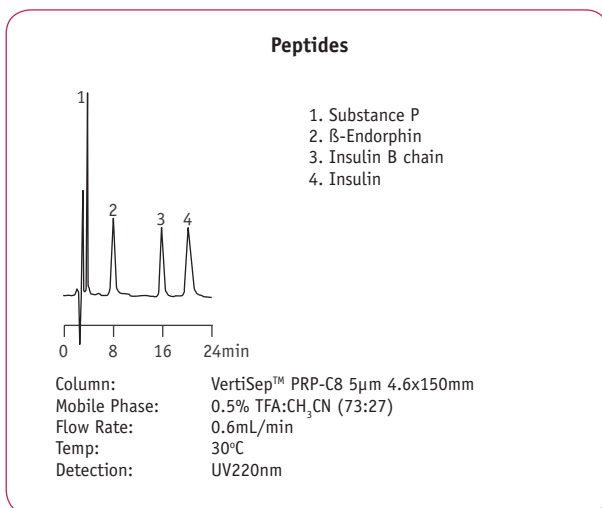 Peptides
1
2
3
4
1. Substance P
2. ß-Endorphin
3. Insulin B chain
4. Insulin
0 8 16 24min
Column: VertiSep™ PRP-C8 5µm 4.6x150mm
Mobile Phase: 0.5% TFA:CH₃CN (73:27)
Flow Rate: 0.6mL/min
Temp: 30°C
Detection: UV220nm